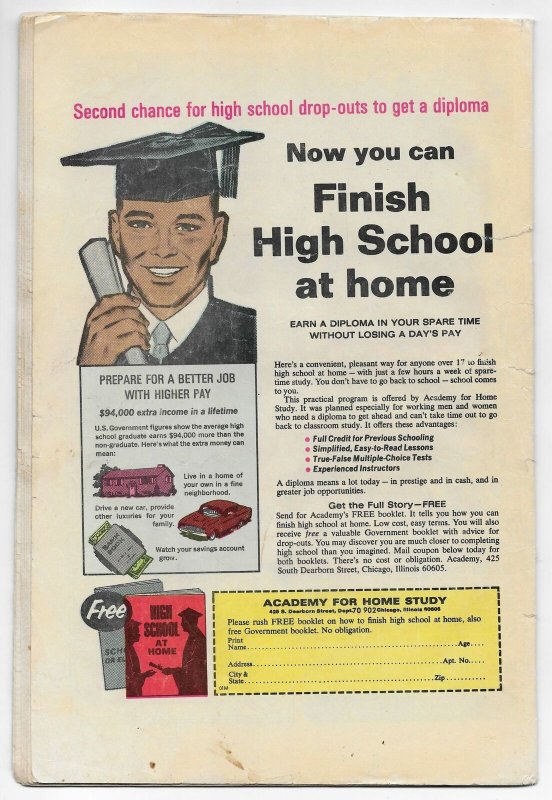 Second chance for high school drop-outs to get a diploma
Now you can
Finish
High School
at home
EARN A DIPLOMA IN YOUR SPARE TIME
WITHOUT LOSING A DAY'S PAY
PREPARE FOR A BETTER JOB
WITH HIGHER PAY
$94,000 extra income in a lifetime
U.S. Government figures show the average high
school graduate earns $94,000 more than the
non-graduate. Here's what the extra money can
mean:
Live in a home of
your own in a fine
neighborhood.
Drive a new car, provide
other luxuries for your
family.
Watch your savings account
grow.
Here's a convenient, pleasant way for anyone over 17 to finish
high school at home — with just a few hours a week of spare-
time study. You don't have to go back to school — school comes
to you.
This practical program is offered by Academy for Home
Study. It was planned especially for working men and women
who need a diploma to get ahead and can't take time out to go
back to classroom study. It offers these advantages:
• Full Credit for Previous Schooling
• Simplified, Easy-to-Read Lessons
• True-False Multiple-Choice Tests
• Experienced Instructors
A diploma means a lot today — in prestige and in cash, and in
greater job opportunities.
Get the Full Story—FREE
Send for Academy's FREE booklet. It tells you how you can
finish high school at home. Low cost, easy terms. You will also
receive free a valuable Government booklet with advice for
drop-outs. You may discover you are much closer to completing
high school than you imagined. Mail coupon below today for
both booklets. There's no cost or obligation. Academy, 425
South Dearborn Street, Chicago, Illinois 60605.
Free
HIGH
SCHOOL
AT
HOME
SCHO
OR EL
ACADEMY FOR HOME STUDY
425 S. Dearborn Street, Dept 70 902 Chicago, Illinois 60605
Please rush FREE booklet on how to finish high school at home, also
free Government booklet. No obligation.
Print
Name Age
Address Apt. No.
City &
State Zip